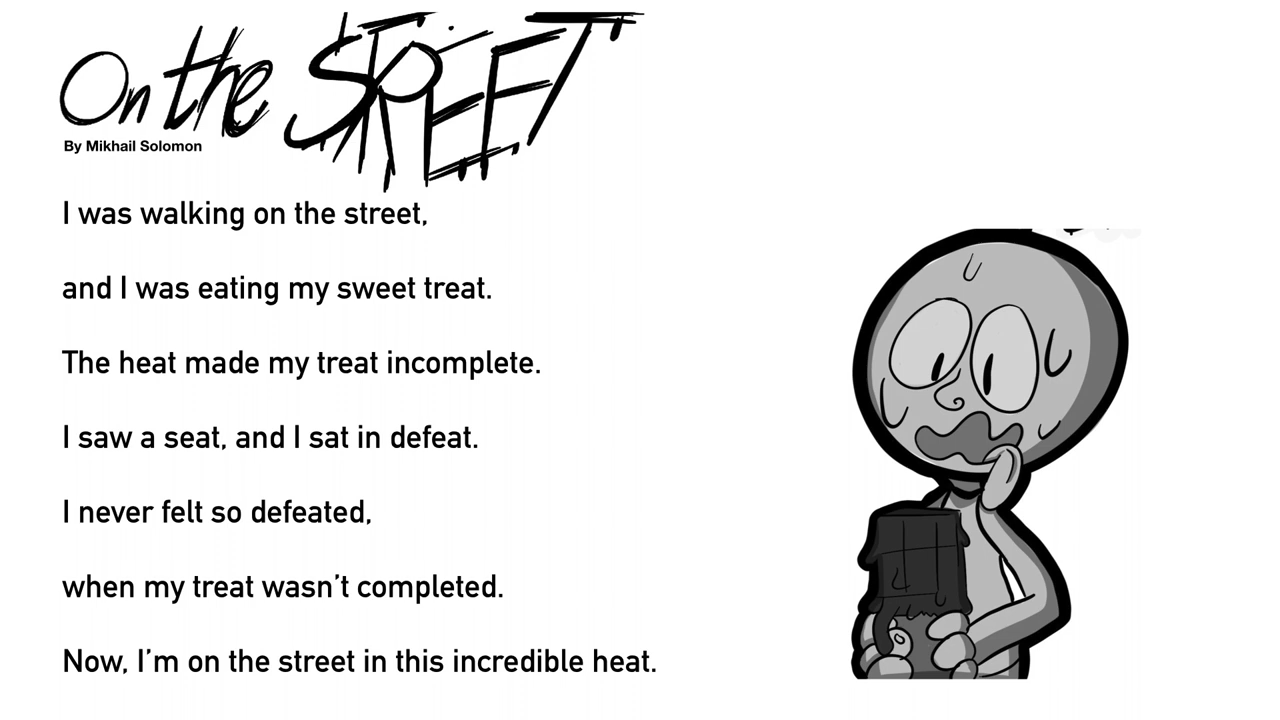 On the STREET
By Mikhail Solomon
I was walking on the street,
and I was eating my sweet treat.
The heat made my treat incomplete.
I saw a seat, and I sat in defeat.
I never felt so defeated,
when my treat wasn't completed.
Now, I'm on the street in this incredible heat.